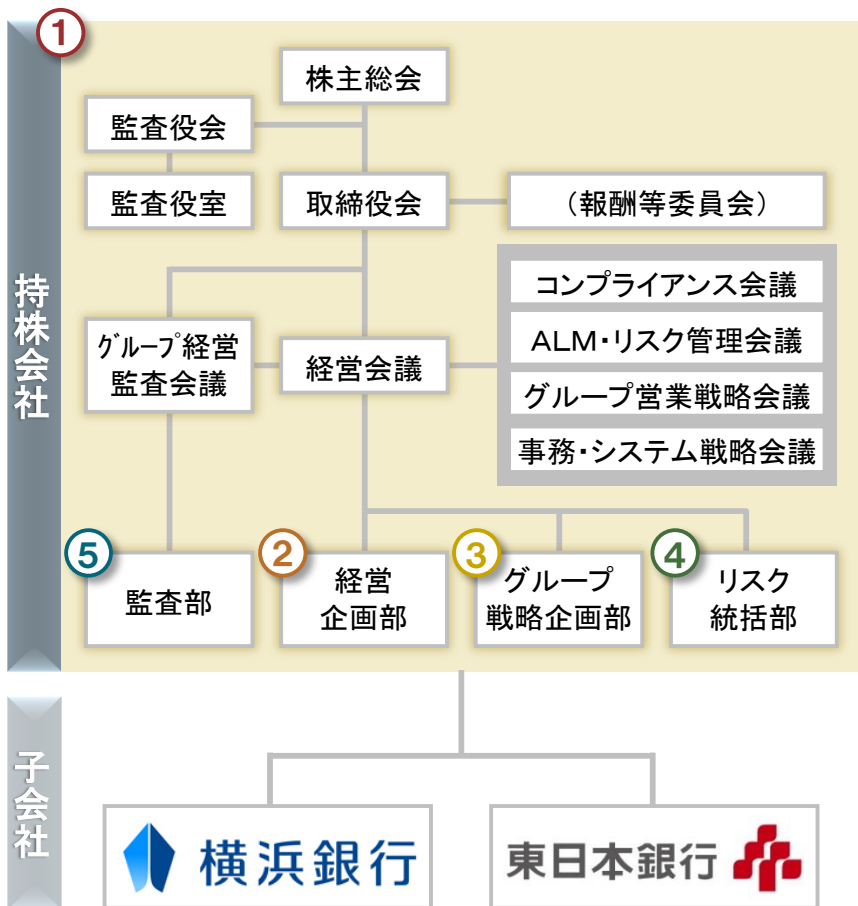 ①
株主総会
監査役会
監査役室
取締役会
（報酬等委員会）
持株会社
コンプライアンス会議
ALM・リスク管理会議
グループ営業戦略会議
事務・システム戦略会議
ｸﾞﾙｰﾌﾟ経営
監査会議
経営会議
⑤
監査部
②
経営
企画部
③
グループ
戦略企画部
④
リスク
統括部
子会社
横浜銀行
東日本銀行